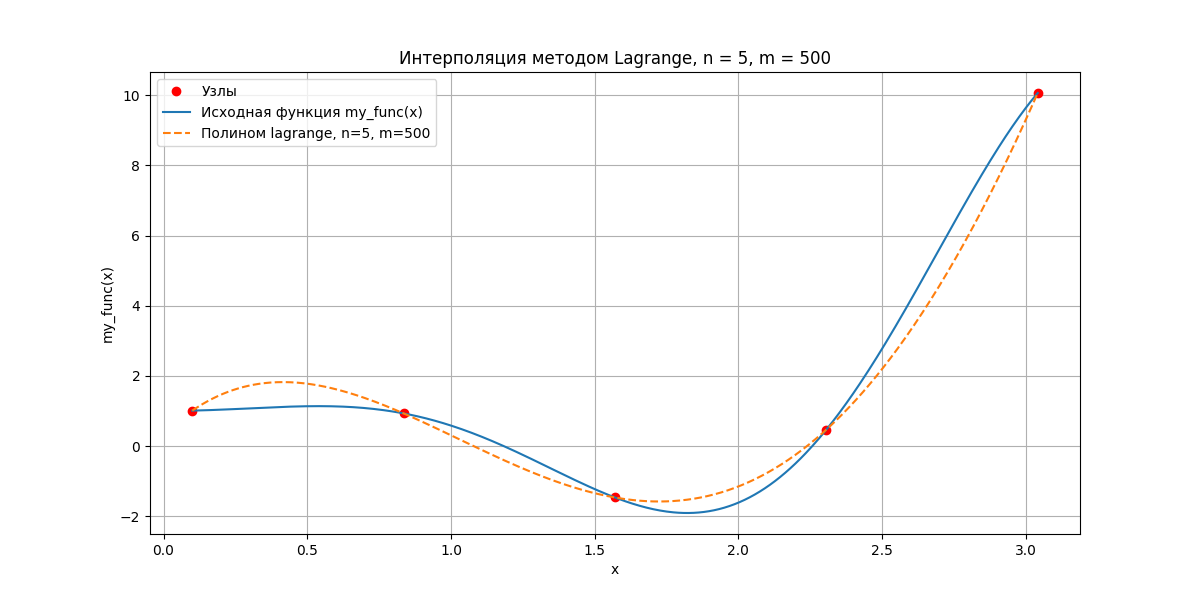 Интерполяция методом Lagrange, n = 5, m = 500
Узлы
Исходная функция my_func(x)
Полином lagrange, n=5, m=500
my_func(x)
10
8
6
4
2
0
−2
0.0 0.5 1.0 1.5 2.0 2.5 3.0
x